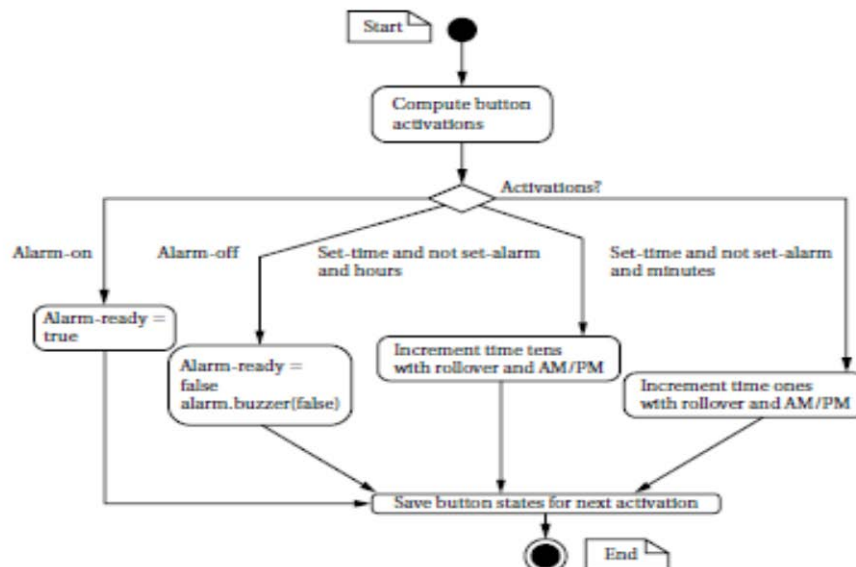 Start
Compute button
activations
Activations?
Alarm-on
Alarm-off
Set-time and not set-alarm
and hours
Set-time and not set-alarm
and minutes
Alarm-ready =
true
Alarm-ready =
false
alarm.buzzer(false)
Increment time tens
with rollover and AM/PM
Increment time ones
with rollover and AM/PM
Save button states for next activation
End